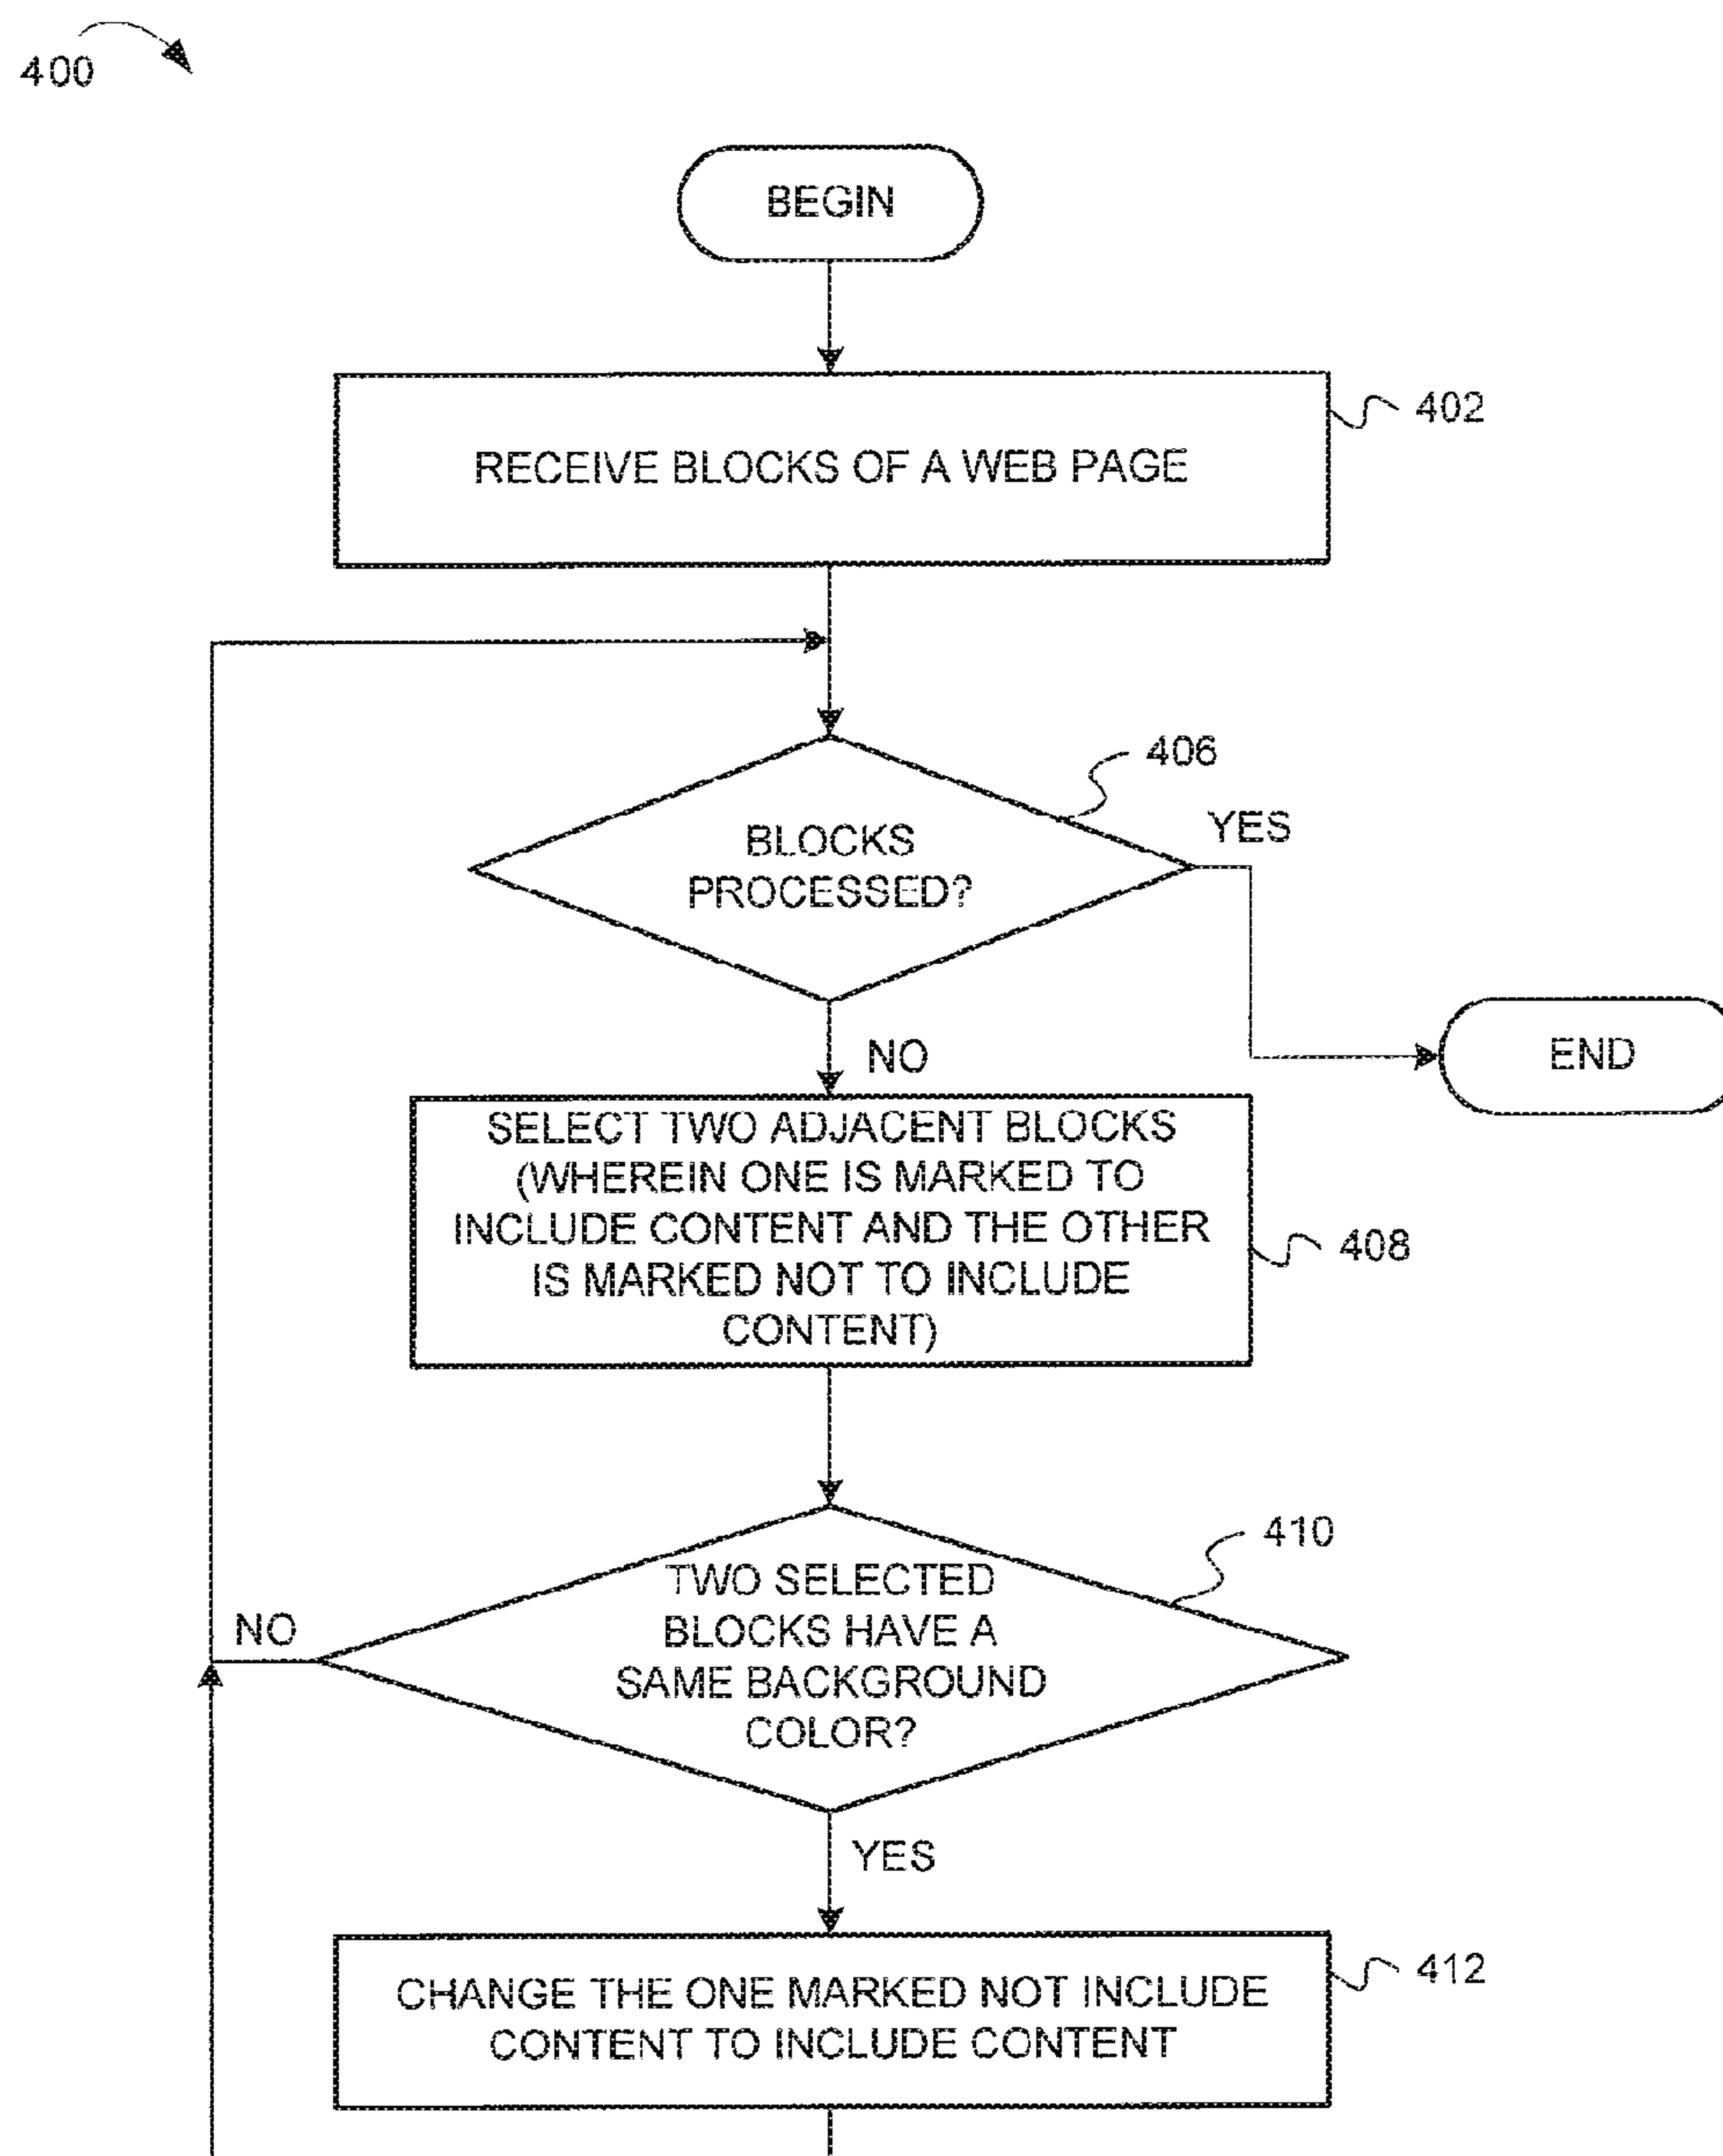 400
BEGIN
RECEIVE BLOCKS OF A WEB PAGE
402
406
BLOCKS
PROCESSED?
YES
NO
END
SELECT TWO ADJACENT BLOCKS
(WHEREIN ONE IS MARKED TO
INCLUDE CONTENT AND THE OTHER
IS MARKED NOT TO INCLUDE
CONTENT)
408
410
TWO SELECTED
BLOCKS HAVE A
SAME BACKGROUND
COLOR?
NO
YES
CHANGE THE ONE MARKED NOT INCLUDE
CONTENT TO INCLUDE CONTENT
412